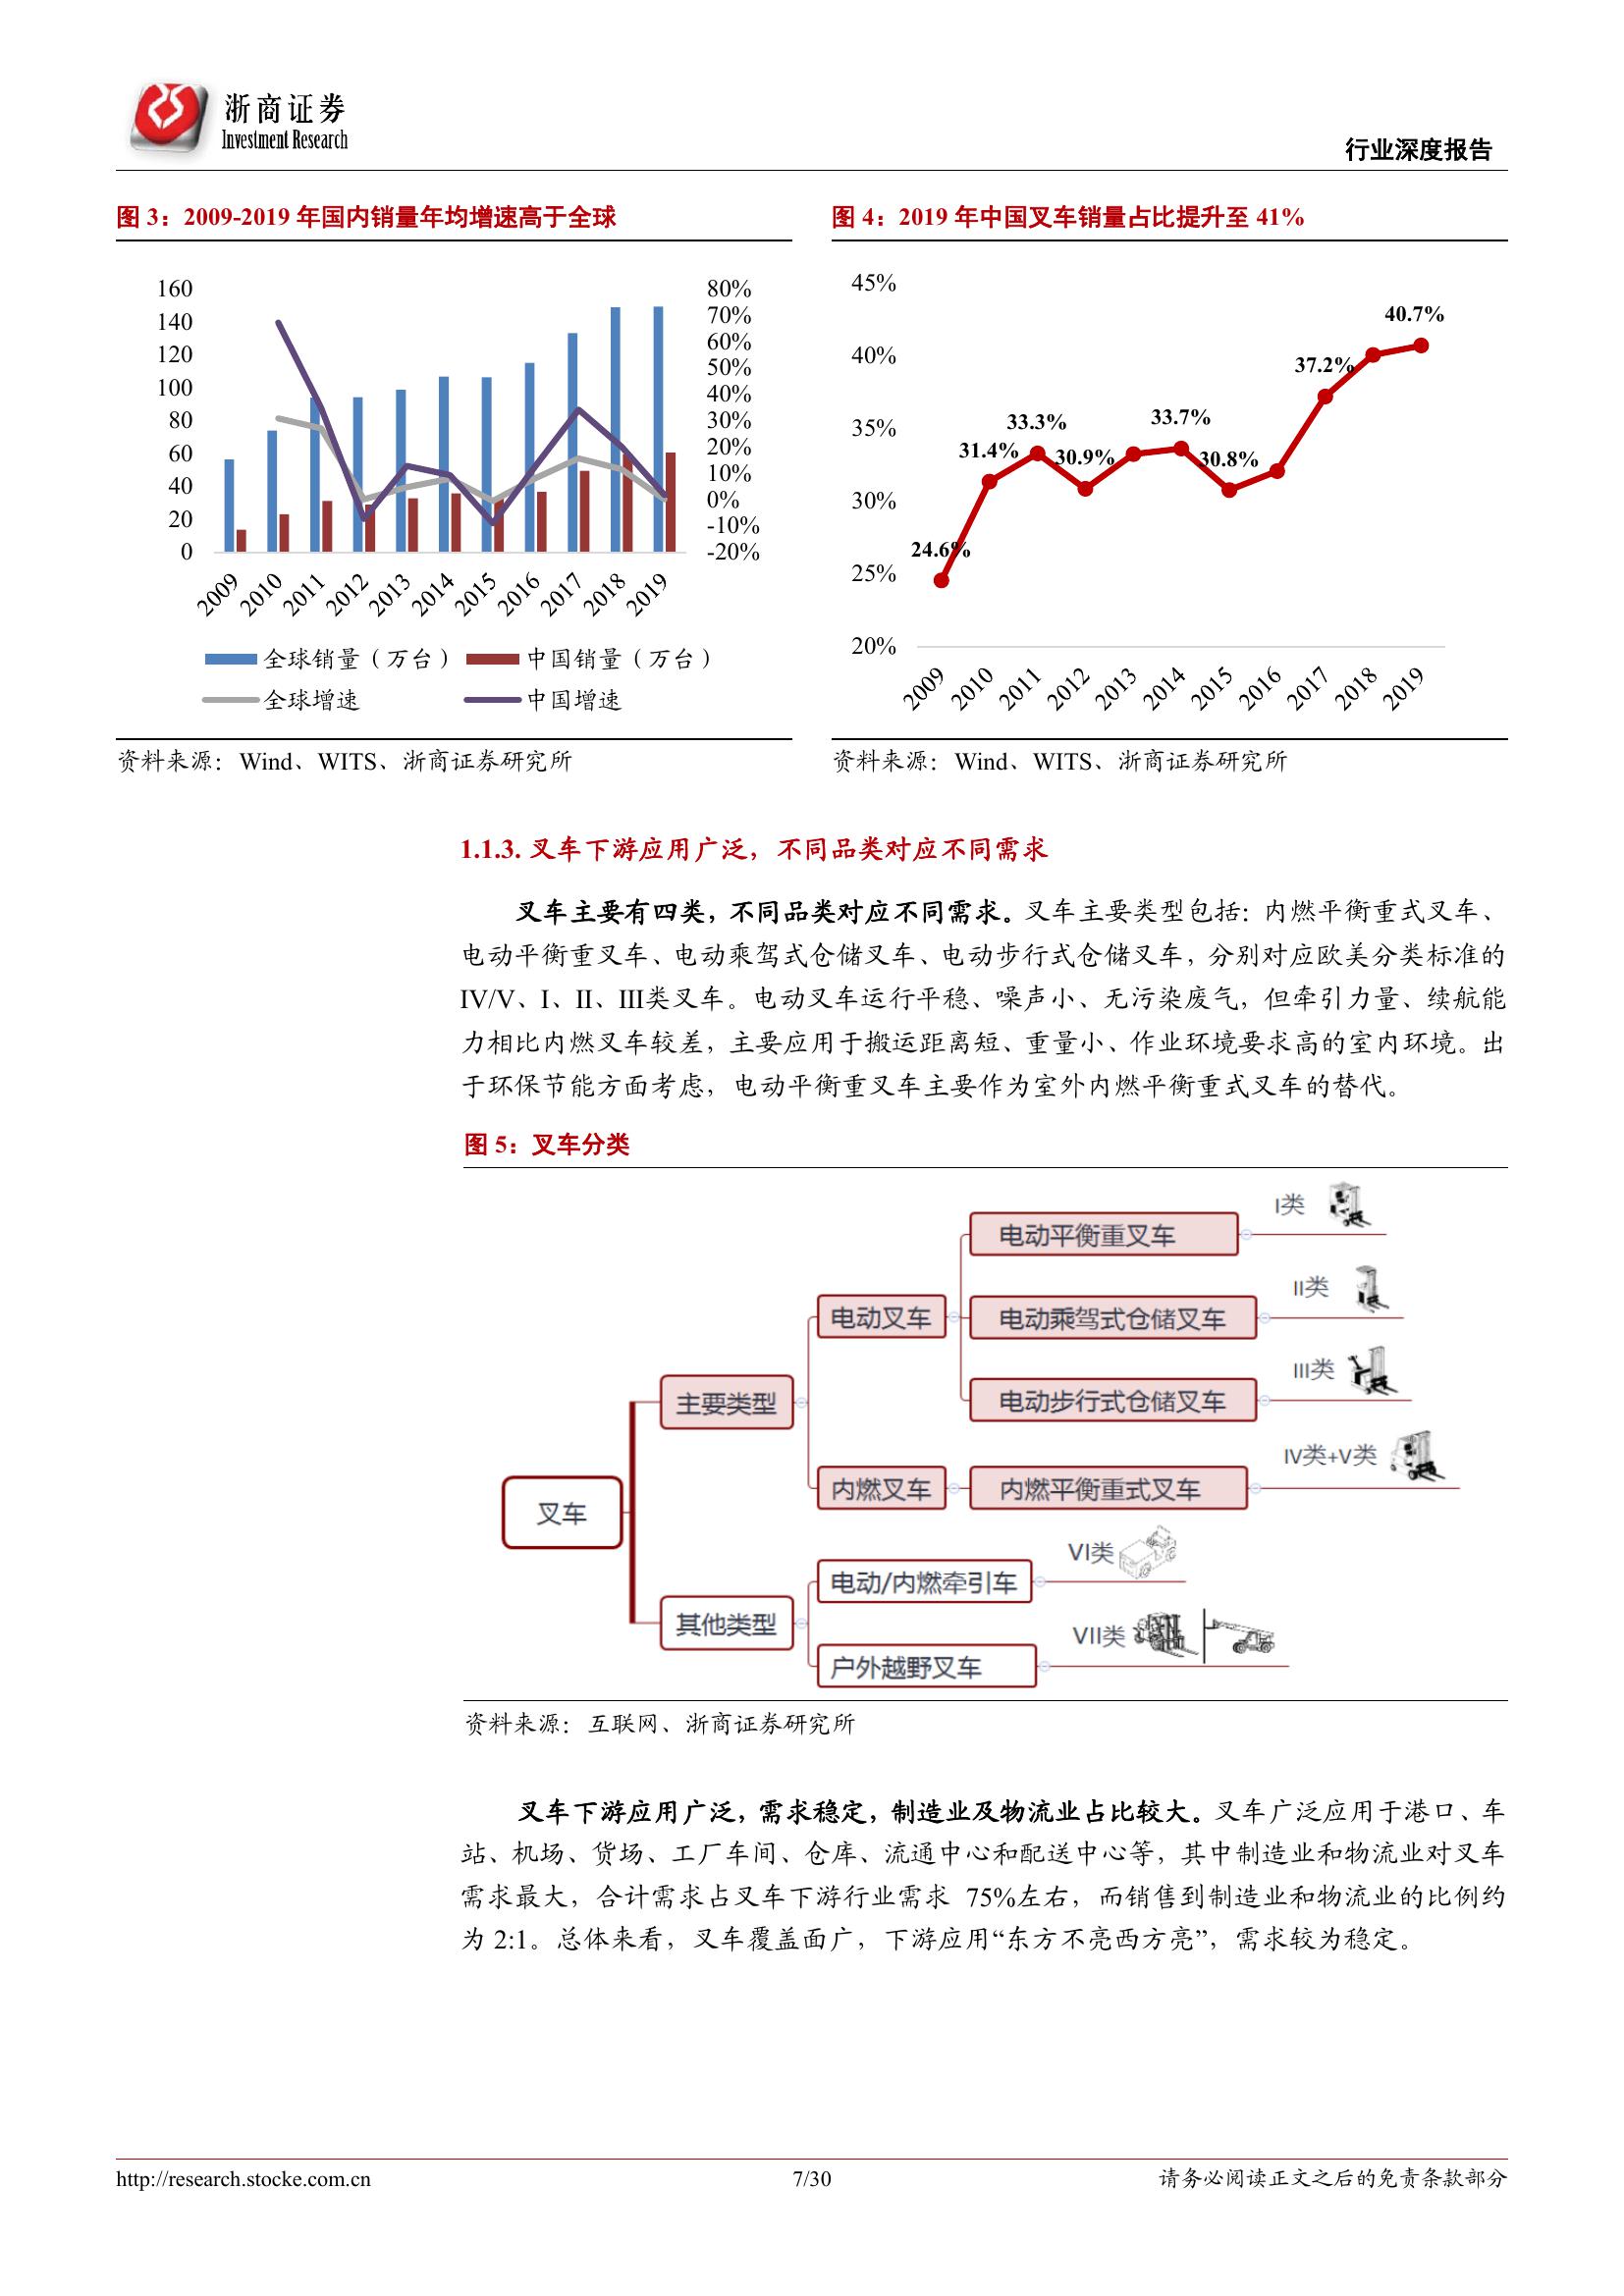 浙商证券
Investment Research
行业深度报告
图 3：2009-2019 年国内销量年均增速高于全球
160
140
120
100
80
60
40
20
0
80%
70%
60%
50%
40%
30%
20%
10%
0%
-10%
-20%
2009
2010
2011
2012
2013
2014
2015
2016
2017
2018
2019
全球销量（万台） 中国销量（万台）
全球增速 中国增速
资料来源：Wind、WITS、浙商证券研究所
图 4：2019 年中国叉车销量占比提升至 41%
45%
40%
35%
30%
25%
20%
24.6%
31.4%
33.3%
30.9%
33.7%
30.8%
37.2%
40.7%
2009
2010
2011
2012
2013
2014
2015
2016
2017
2018
2019
资料来源：Wind、WITS、浙商证券研究所
1.1.3. 叉车下游应用广泛，不同品类对应不同需求
叉车主要有四类，不同品类对应不同需求。叉车主要类型包括：内燃平衡重式叉车、
电动平衡重叉车、电动乘驾式仓储叉车、电动步行式仓储叉车，分别对应欧美分类标准的
IV/V、I、II、III类叉车。电动叉车运行平稳、噪声小、无污染废气，但牵引力量、续航能
力相比内燃叉车较差，主要应用于搬运距离短、重量小、作业环境要求高的室内环境。出
于环保节能方面考虑，电动平衡重叉车主要作为室外内燃平衡重式叉车的替代。
图 5：叉车分类
叉车
主要类型
电动叉车
电动平衡重叉车
I类
电动乘驾式仓储叉车
II类
电动步行式仓储叉车
III类
内燃叉车
内燃平衡重式叉车
IV类+V类
其他类型
电动/内燃牵引车
VI类
户外越野叉车
VII类
资料来源：互联网、浙商证券研究所
叉车下游应用广泛，需求稳定，制造业及物流业占比较大。叉车广泛应用于港口、车
站、机场、货场、工厂车间、仓库、流通中心和配送中心等，其中制造业和物流业对叉车
需求最大，合计需求占叉车下游行业需求 75%左右，而销售到制造业和物流业的比例约
为 2:1。总体来看，叉车覆盖面广，下游应用“东方不亮西方亮”，需求较为稳定。
http://research.stocke.com.cn
7/30
请务必阅读正文之后的免责条款部分